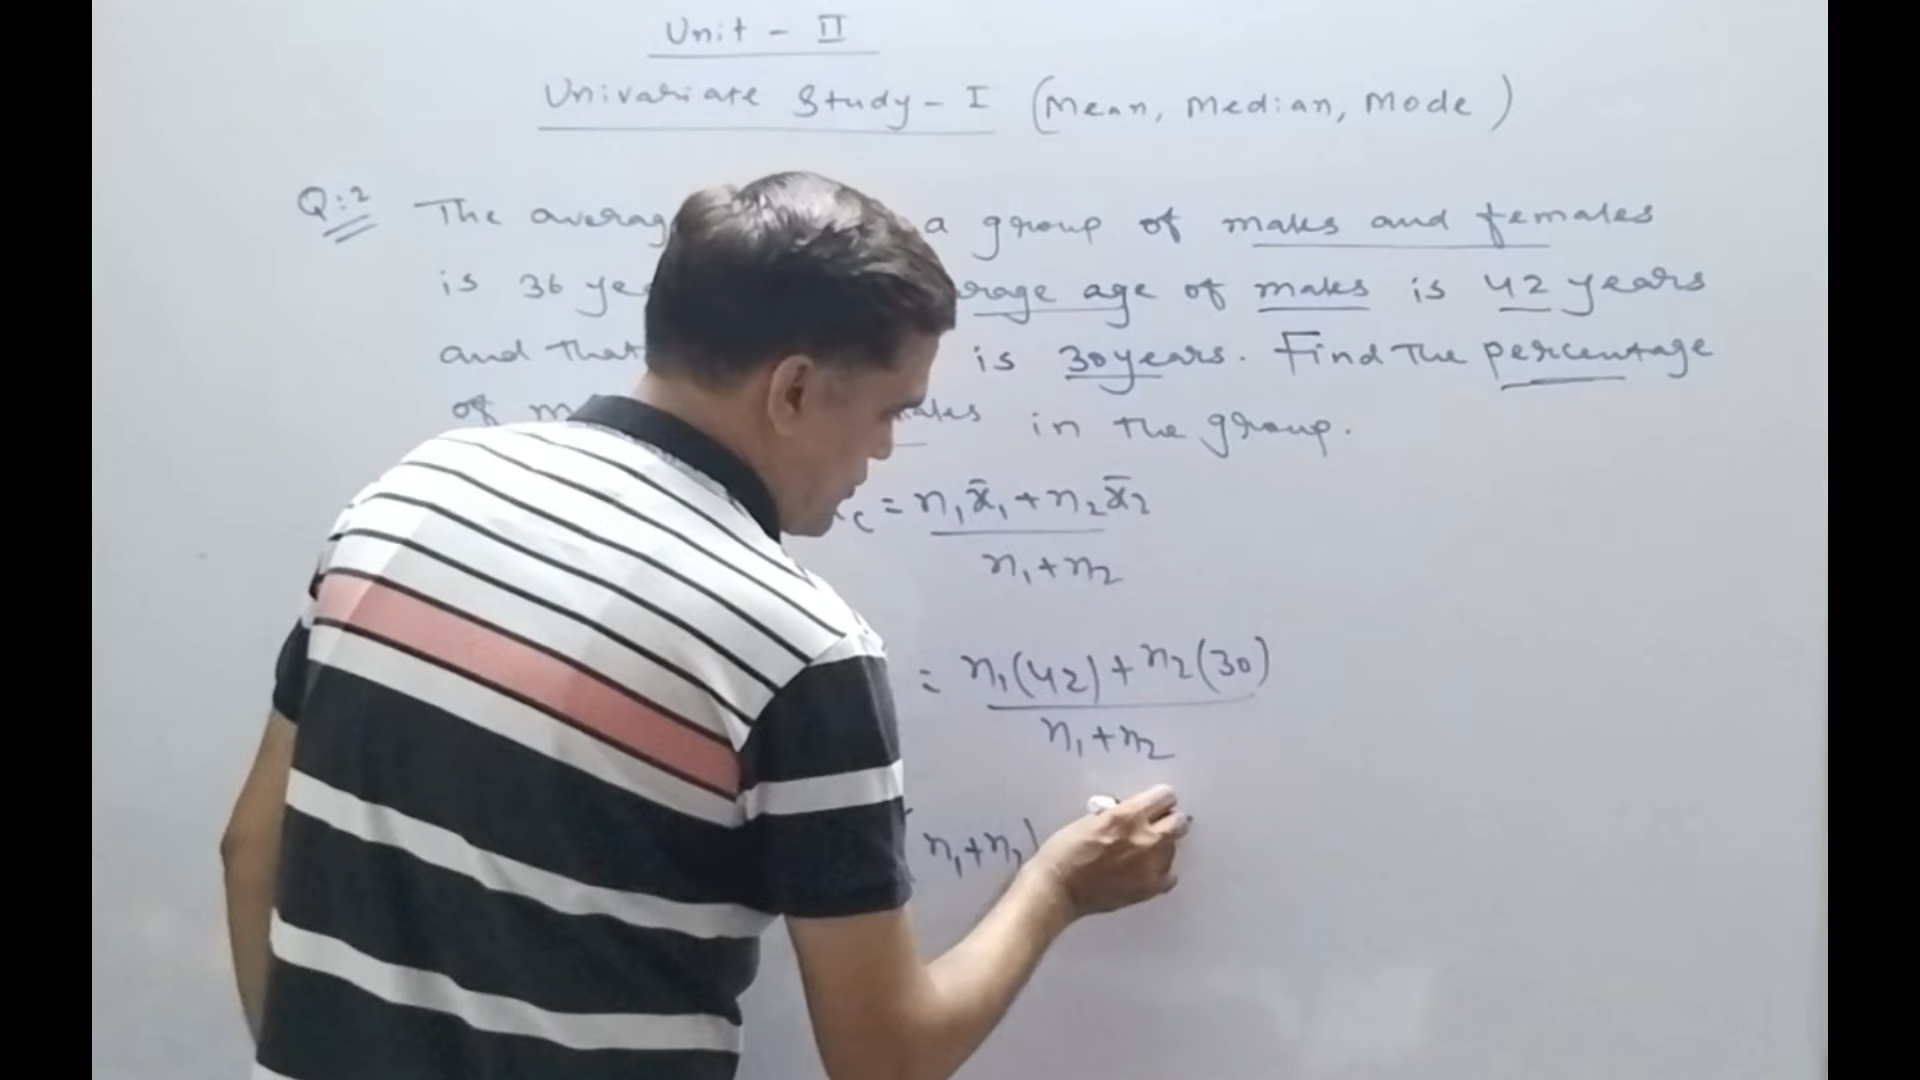 Unit - II
Univariate Study - I (Mean, Median, Mode)
Q:2 The a group of males and females
is 36 age of males is 42 years
and that is 30 years. Find the percentage
of in the group.
c = n₁x̄₁ + n₂x̄₂
n₁ + n₂
= n₁(42) + n₂(30)
n₁ + n₂
n₁ + n₂)